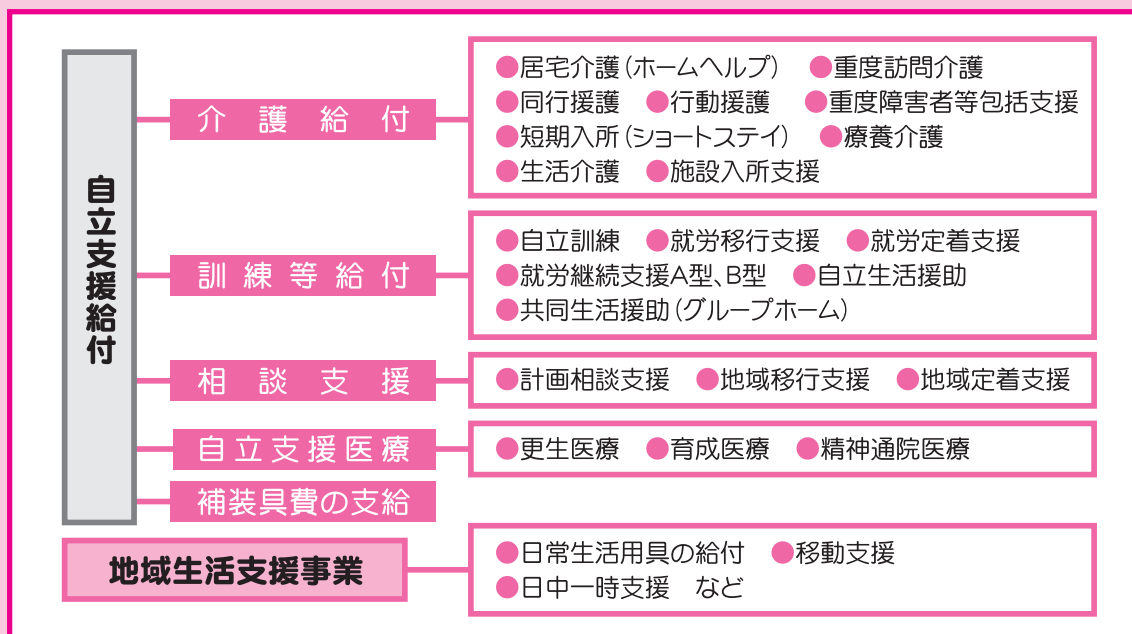 自立支援給付
介護給付
●居宅介護（ホームヘルプ） ●重度訪問介護
●同行援護 ●行動援護 ●重度障害者等包括支援
●短期入所（ショートステイ） ●療養介護
●生活介護 ●施設入所支援
訓練等給付
●自立訓練 ●就労移行支援 ●就労定着支援
●就労継続支援A型、B型 ●自立生活援助
●共同生活援助（グループホーム）
相談支援
●計画相談支援 ●地域移行支援 ●地域定着支援
自立支援医療
●更生医療 ●育成医療 ●精神通院医療
補装具費の支給
地域生活支援事業
●日常生活用具の給付 ●移動支援
●日中一時支援 など